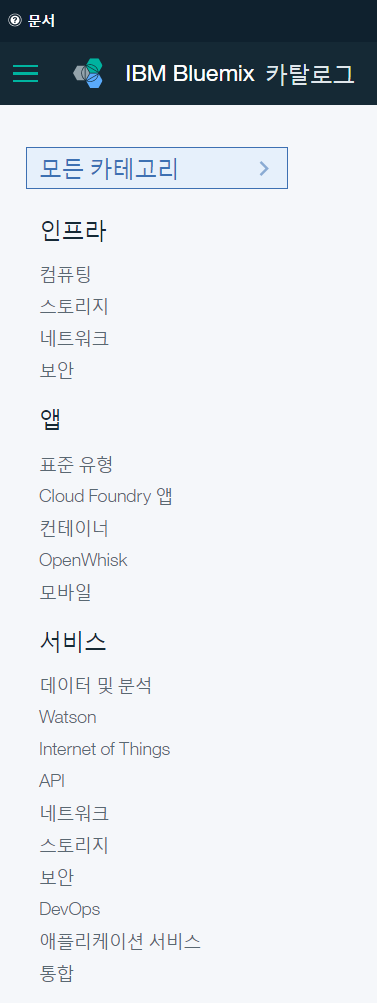 문서
IBM Bluemix 카탈로그
모든 카테고리
인프라
컴퓨팅
스토리지
네트워크
보안
앱
표준 유형
Cloud Foundry 앱
컨테이너
OpenWhisk
모바일
서비스
데이터 및 분석
Watson
Internet of Things
API
네트워크
스토리지
보안
DevOps
애플리케이션 서비스
통합